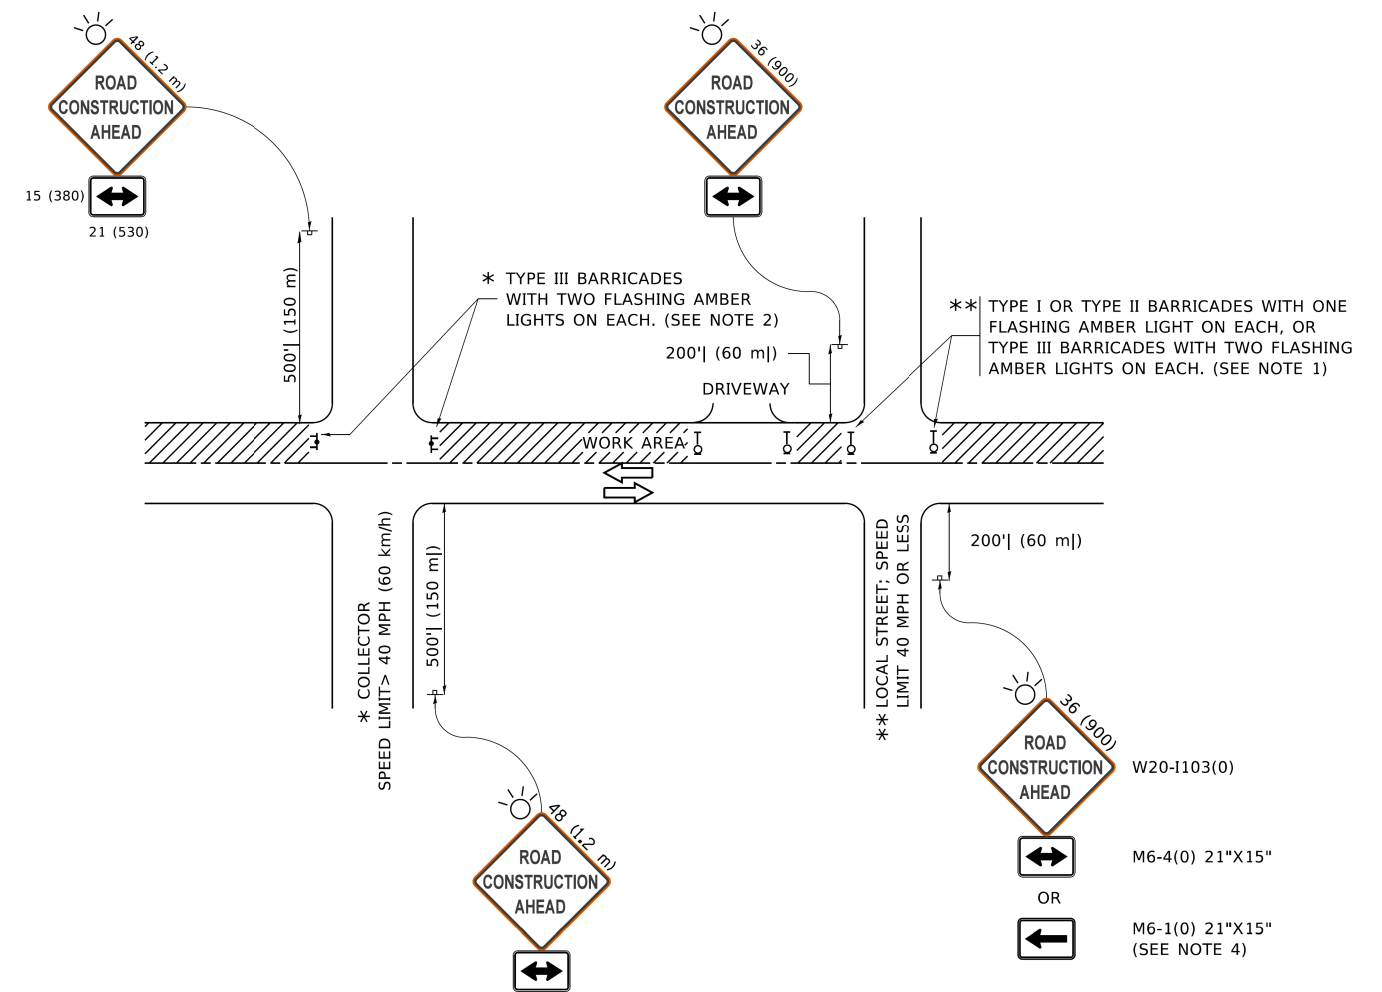 48 (1.2 m)
ROAD
CONSTRUCTION
AHEAD
15 (380)
21 (530)
36 (900)
ROAD
CONSTRUCTION
AHEAD
500'| (150 m)
* TYPE III BARRICADES
WITH TWO FLASHING AMBER
LIGHTS ON EACH. (SEE NOTE 2)
200'| (60 m|)
DRIVEWAY
** TYPE I OR TYPE II BARRICADES WITH ONE
FLASHING AMBER LIGHT ON EACH, OR
TYPE III BARRICADES WITH TWO FLASHING
AMBER LIGHTS ON EACH. (SEE NOTE 1)
WORK AREA
* COLLECTOR
SPEED LIMIT> 40 MPH (60 km/h)
500'| (150 m|)
** LOCAL STREET; SPEED
LIMIT 40 MPH OR LESS
200'| (60 m|)
48 (1.2 m)
ROAD
CONSTRUCTION
AHEAD
36 (900)
ROAD
CONSTRUCTION
AHEAD
W20-I103(0)
M6-4(0) 21"X15"
OR
M6-1(0) 21"X15"
(SEE NOTE 4)